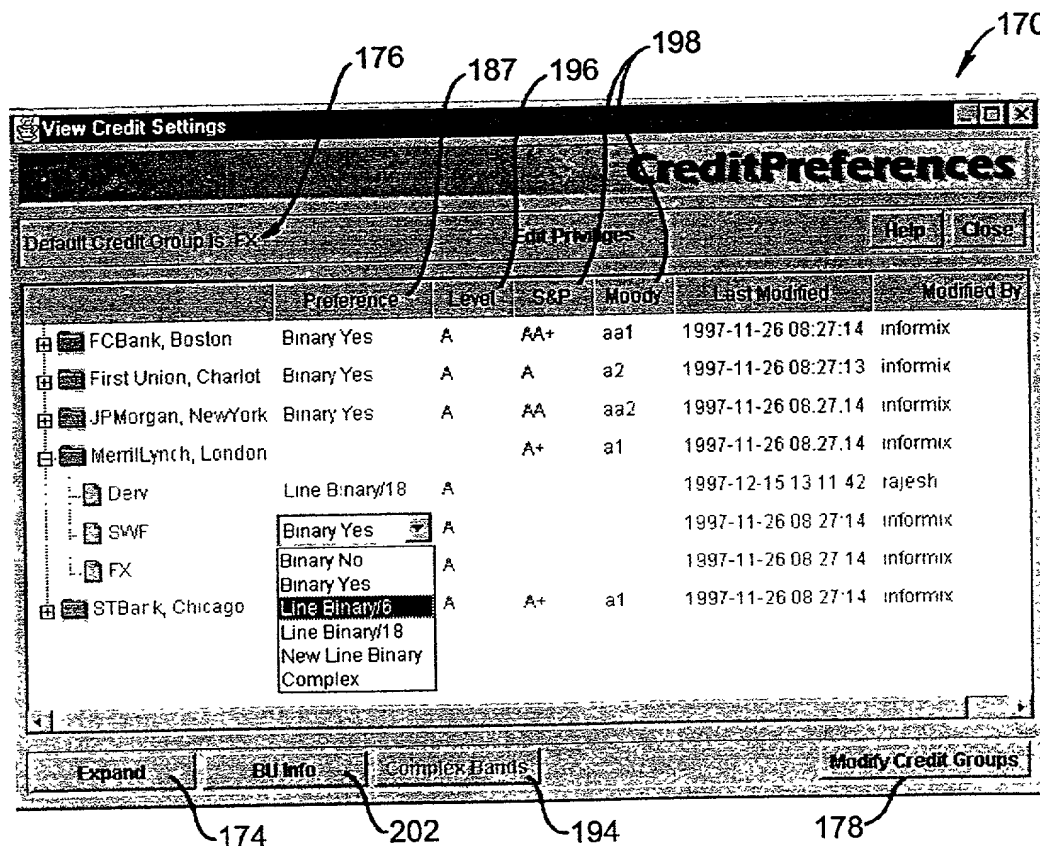 170
176 187 196 198
View Credit Settings
CreditPreferences
Default Credit Group Is FX Edit Privileges Help Close
Preference Level S&P Moody Last Modified Modified By
FCBank, Boston Binary Yes A AA+ aa1 1997-11-26 08:27:14 informix
First Union, Charlot Binary Yes A A a2 1997-11-26 08:27:13 informix
JPMorgan, NewYork Binary Yes A AA aa2 1997-11-26 08:27:14 informix
MerrilLynch, London A+ a1 1997-11-26 08:27:14 informix
Derv Line Binary/18 A 1997-12-15 13 11 42 rajesh
SWF Binary Yes A 1997-11-26 08 27:14 informix
FX Binary No A 1997-11-26 08 27 14 informix
Binary Yes
STBank, Chicago Line Binary/6 A A+ a1 1997-11-26 08 27:14 informix
Line Binary/18
New Line Binary
Complex
Expand BU Info Complex Bands Modify Credit Groups
174 202 194 178